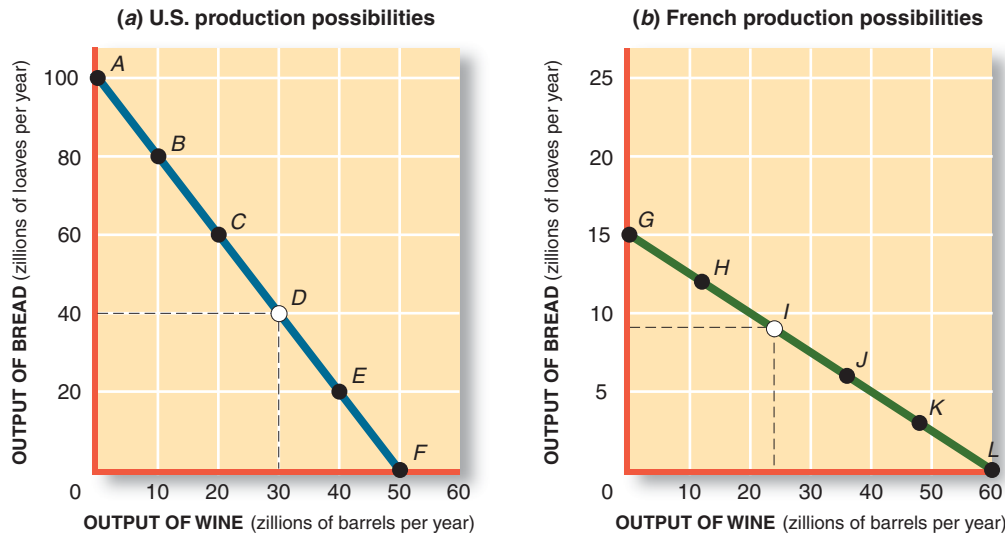 (a) U.S. production possibilities
OUTPUT OF BREAD (zillions of loaves per year)
100
80
60
40
20
0
A
B
C
D
E
F
10 20 30 40 50 60
OUTPUT OF WINE (zillions of barrels per year)
(b) French production possibilities
OUTPUT OF BREAD (zillions of loaves per year)
25
20
15
10
5
0
G
H
I
J
K
L
10 20 30 40 50 60
OUTPUT OF WINE (zillions of barrels per year)